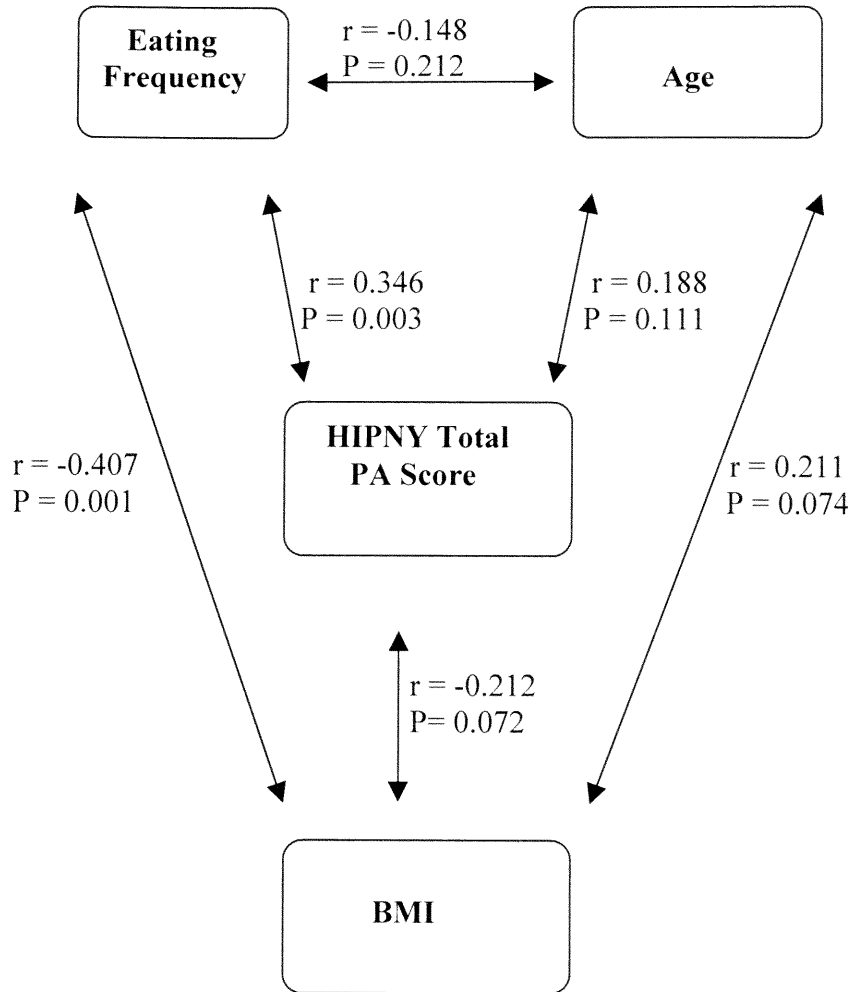 Eating
Frequency
r = -0.148
P = 0.212
Age
r = 0.346
P = 0.003
r = 0.188
P = 0.111
HIPNY Total
PA Score
r = -0.407
P = 0.001
r = 0.211
P = 0.074
r = -0.212
P= 0.072
BMI